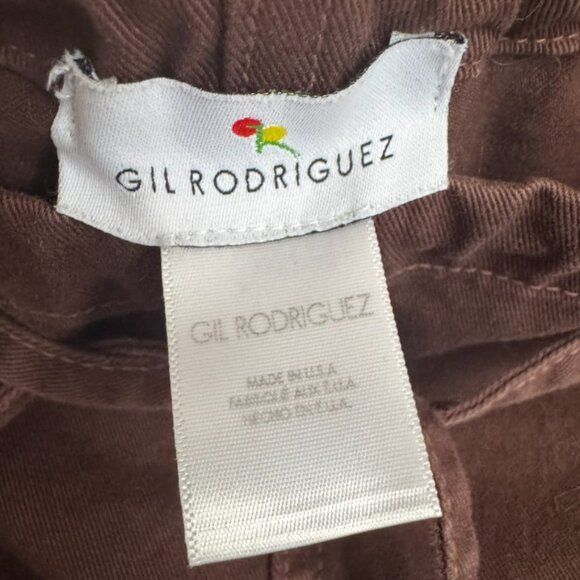 GIL RODRIGUEZ
GIL RODRIGUEZ
MADE IN U.S.A.
FABRIQUÉ AUX É.U.A.
HECHO EN E.U.A.